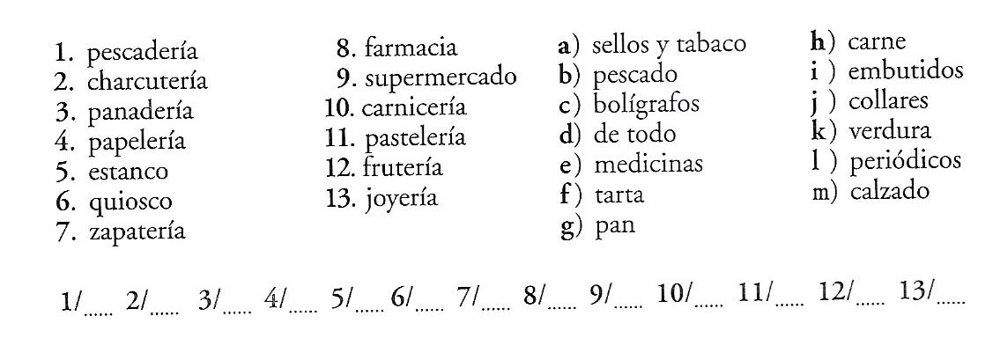 1. pescadería
2. charcutería
3. panadería
4. papelería
5. estanco
6. quiosco
7. zapatería
8. farmacia
9. supermercado
10. carnicería
11. pastelería
12. frutería
13. joyería
a) sellos y tabaco
b) pescado
c) bolígrafos
d) de todo
e) medicinas
f) tarta
g) pan
h) carne
i ) embutidos
j ) collares
k) verdura
l ) periódicos
m) calzado
1/...... 2/...... 3/...... 4/...... 5/...... 6/...... 7/...... 8/...... 9/...... 10/...... 11/...... 12/...... 13/......